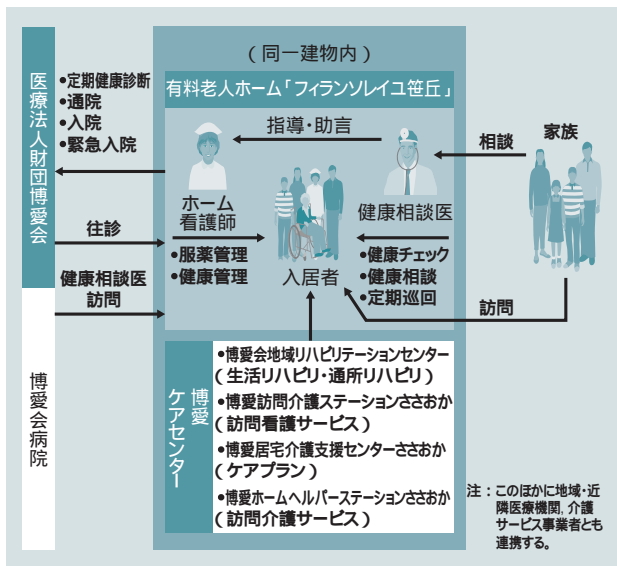 (同一建物内)
有料老人ホーム「フィランソレイユ笹丘」
医療法人財団博愛会
•定期健康診断
•通院
•入院
•緊急入院
指導・助言
相談
家族
ホーム
看護師
健康相談医
往診
•服薬管理
•健康管理
入居者
•健康チェック
•健康相談
•定期巡回
健康相談医
訪問
訪問
博愛会病院
博愛
ケアセンター
•博愛会地域リハビリテーションセンター
(生活リハビリ・通所リハビリ)
•博愛訪問介護ステーションささおか
(訪問看護サービス)
•博愛居宅介護支援センターささおか
(ケアプラン)
•博愛ホームヘルパーステーションささおか
(訪問介護サービス)
注:このほかに地域・近
隣医療機関,介護
サービス事業者とも
連携する。